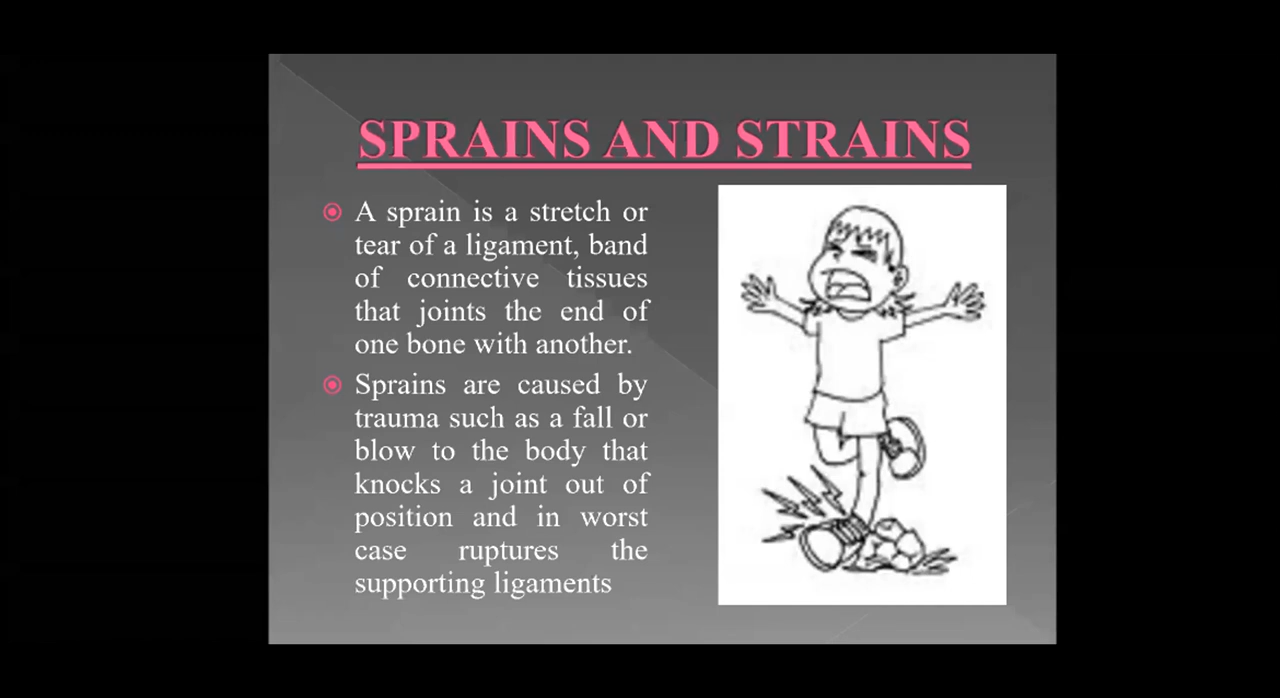 SPRAINS AND STRAINS
A sprain is a stretch or
tear of a ligament, band
of connective tissues
that joints the end of
one bone with another.
Sprains are caused by
trauma such as a fall or
blow to the body that
knocks a joint out of
position and in worst
case ruptures the
supporting ligaments